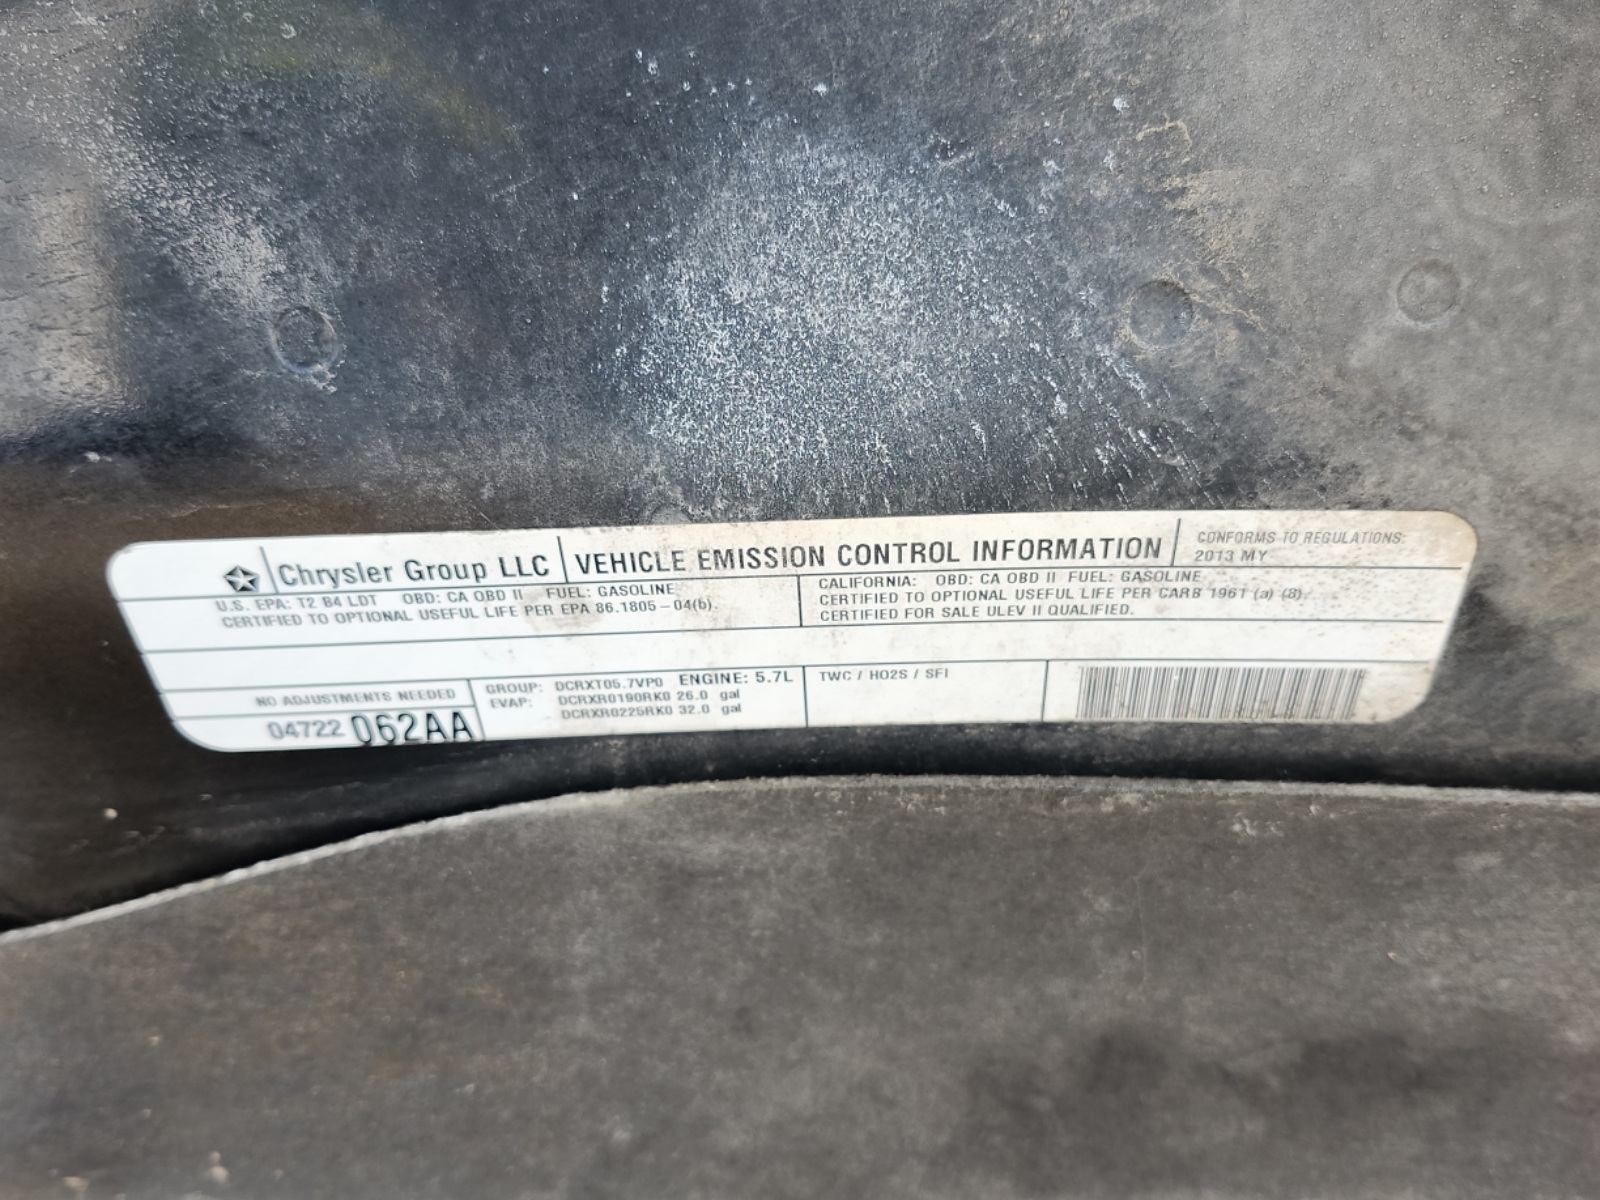 Chrysler Group LLC
VEHICLE EMISSION CONTROL INFORMATION
CONFORMS TO REGULATIONS:
2013 MY
U.S. EPA: T2 B4 LDT OBD: CA OBD II FUEL: GASOLINE
CERTIFIED TO OPTIONAL USEFUL LIFE PER EPA 86.1805-04(b).
CALIFORNIA: OBD: CA OBD II FUEL: GASOLINE
CERTIFIED TO OPTIONAL USEFUL LIFE PER CARB 1961 (a) (8).
CERTIFIED FOR SALE ULEV II QUALIFIED.
NO ADJUSTMENTS NEEDED
04722 062AA
GROUP: DCRXT05.7VP0 ENGINE: 5.7L
EVAP: DCRXR0190RK0 26.0 gal
DCRXR0225RK0 32.0 gal
TWC / HO2S / SFI